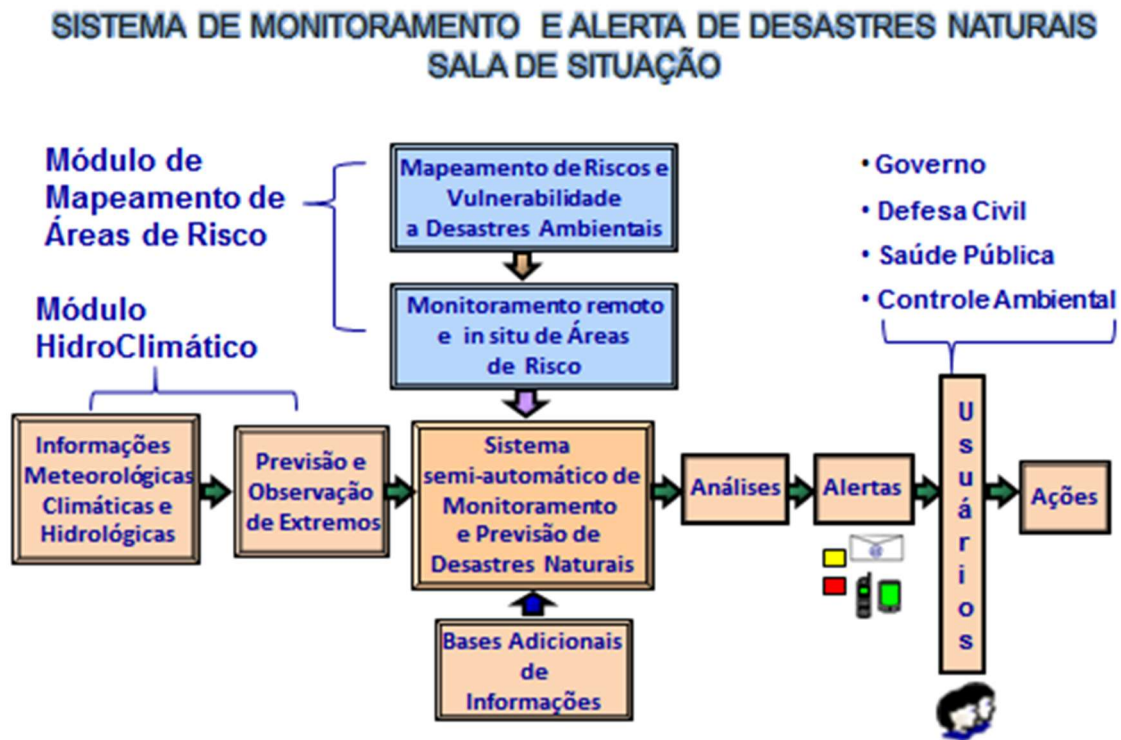 SISTEMA DE MONITORAMENTO E ALERTA DE DESASTRES NATURAIS
SALA DE SITUAÇÃO
Módulo de
Mapeamento de
Áreas de Risco
Mapeamento de Riscos e
Vulnerabilidade
a Desastres Ambientais
• Governo
• Defesa Civil
• Saúde Pública
• Controle Ambiental
Monitoramento remoto
e in situ de Áreas
de Risco
Módulo
HidroClimático
Informações
Meteorológicas
Climáticas e
Hidrológicas
Previsão e
Observação
de Extremos
Sistema
semi-automático de
Monitoramento
e Previsão de
Desastres Naturais
Análises
Alertas
Usuários
Ações
@
Bases Adicionais
de
Informações